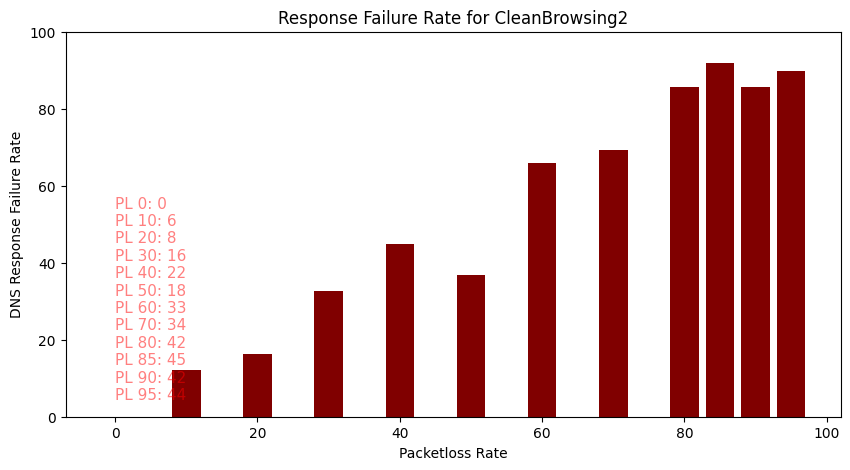 Response Failure Rate for CleanBrowsing2
100
80
60
40
20
0
DNS Response Failure Rate
PL 0: 0
PL 10: 6
PL 20: 8
PL 30: 16
PL 40: 22
PL 50: 18
PL 60: 33
PL 70: 34
PL 80: 42
PL 85: 45
PL 90: 42
PL 95: 44
0 20 40 60 80 100
Packetloss Rate